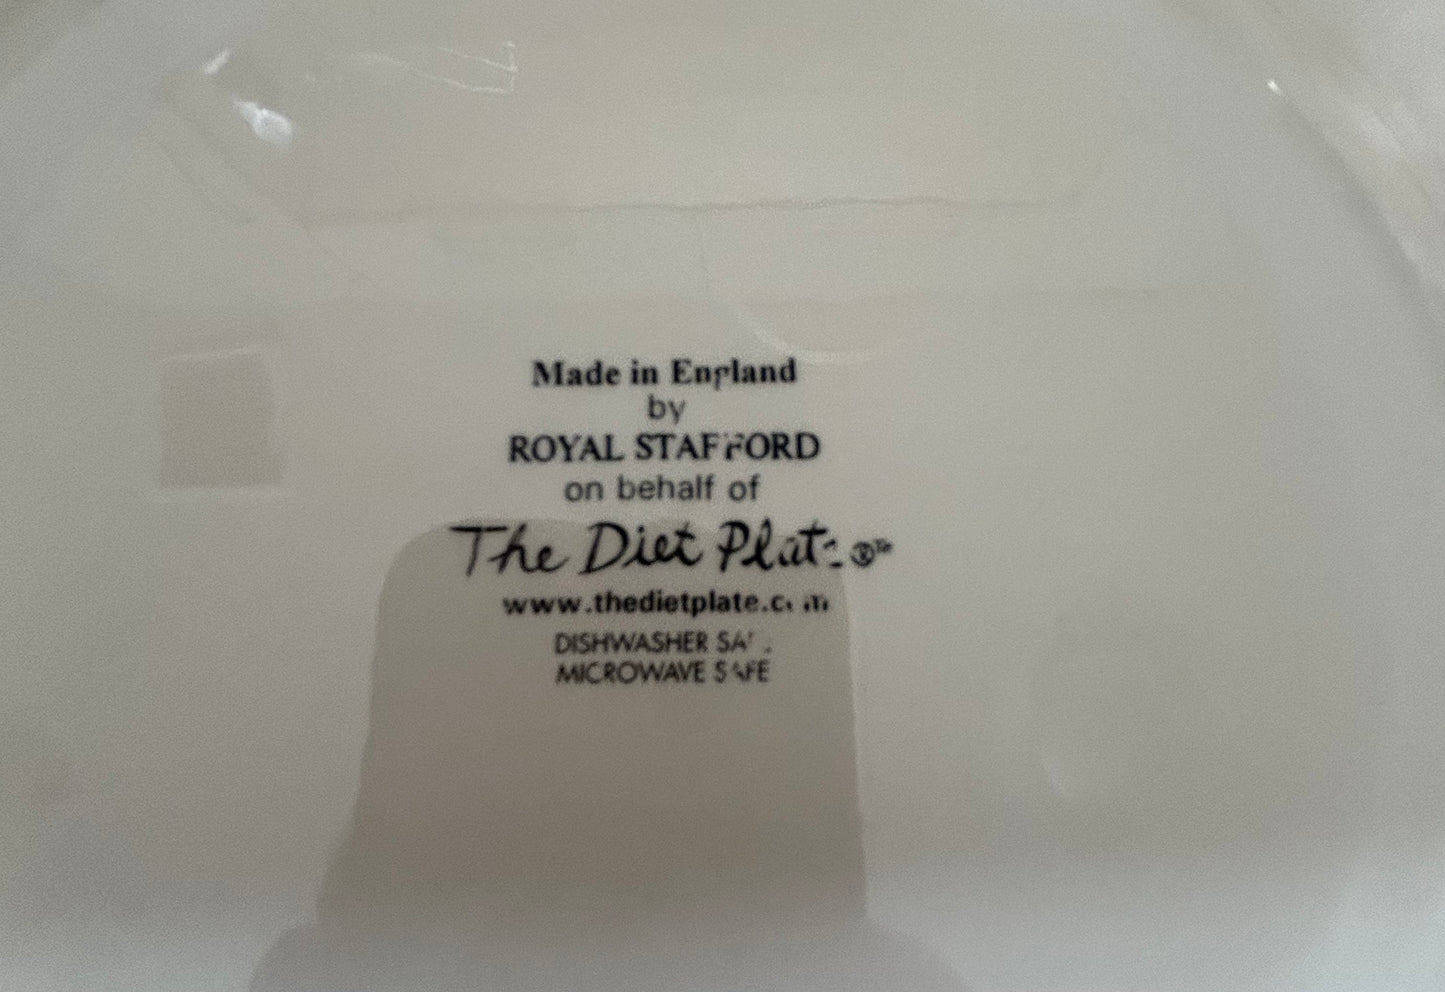 Made in England
by
ROYAL STAFFORD
on behalf of
The Diet Plate ®™
www.thedietplate.com
DISHWASHER SAFE
MICROWAVE SAFE